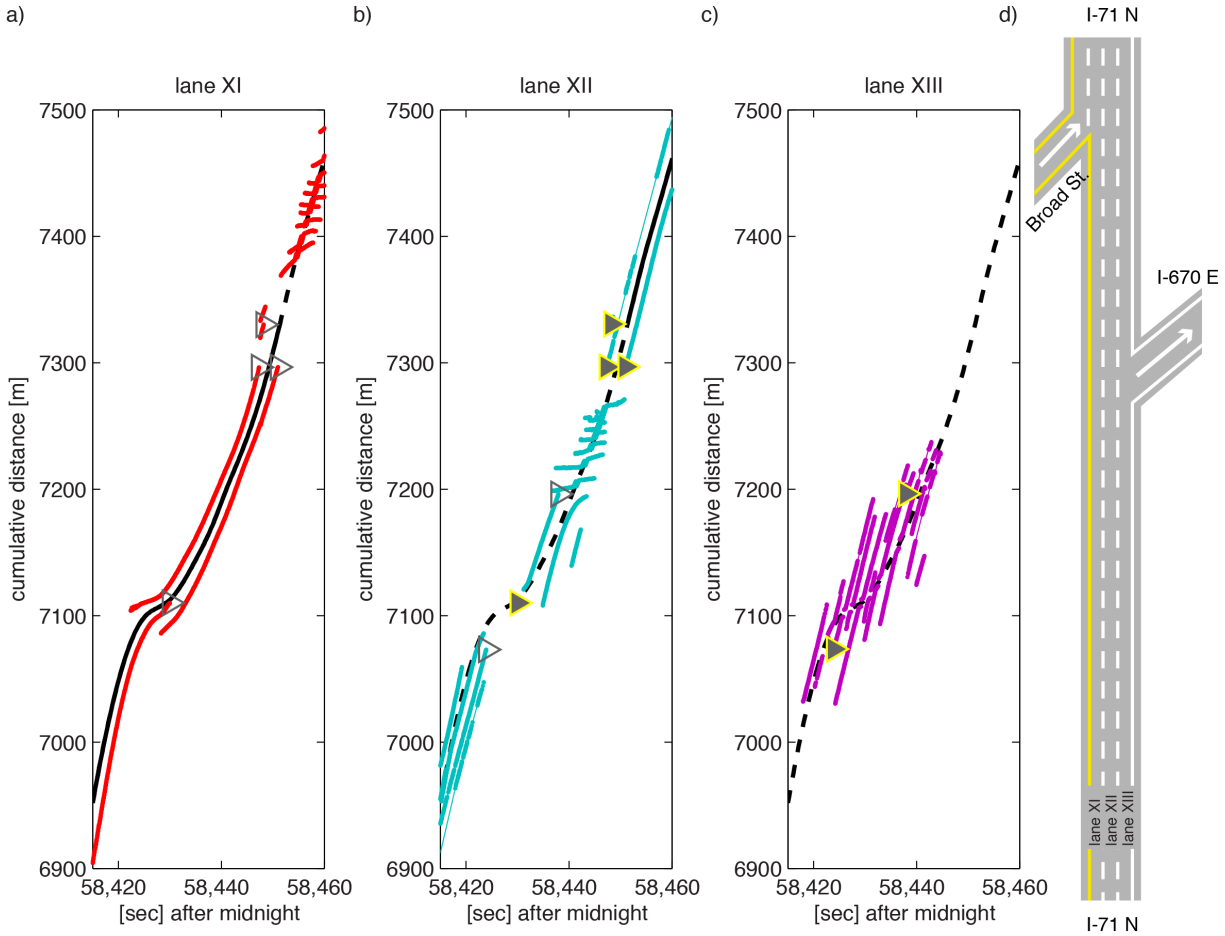 a)
lane XI
7500
7400
7300
7200
7100
7000
6900
cumulative distance [m]
58,420
58,440
58,460
[sec] after midnight
b)
lane XII
7500
7400
7300
7200
7100
7000
6900
cumulative distance [m]
58,420
58,440
58,460
[sec] after midnight
c)
lane XIII
7500
7400
7300
7200
7100
7000
6900
cumulative distance [m]
58,420
58,440
58,460
[sec] after midnight
d)
I-71 N
Broad St.
I-670 E
lane XI
lane XII
lane XIII
I-71 N